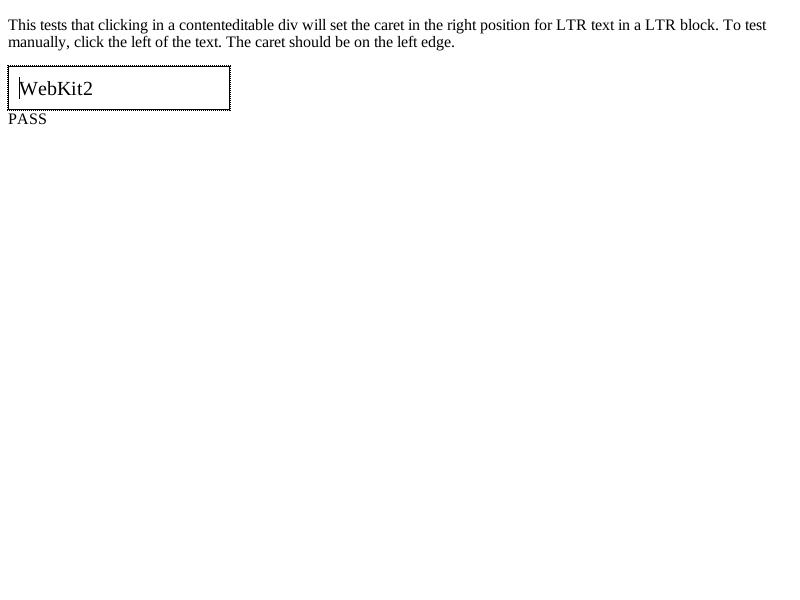 This tests that clicking in a contenteditable div will set the caret in the right position for LTR text in a LTR block. To test
manually, click the left of the text. The caret should be on the left edge.
WebKit2
PASS